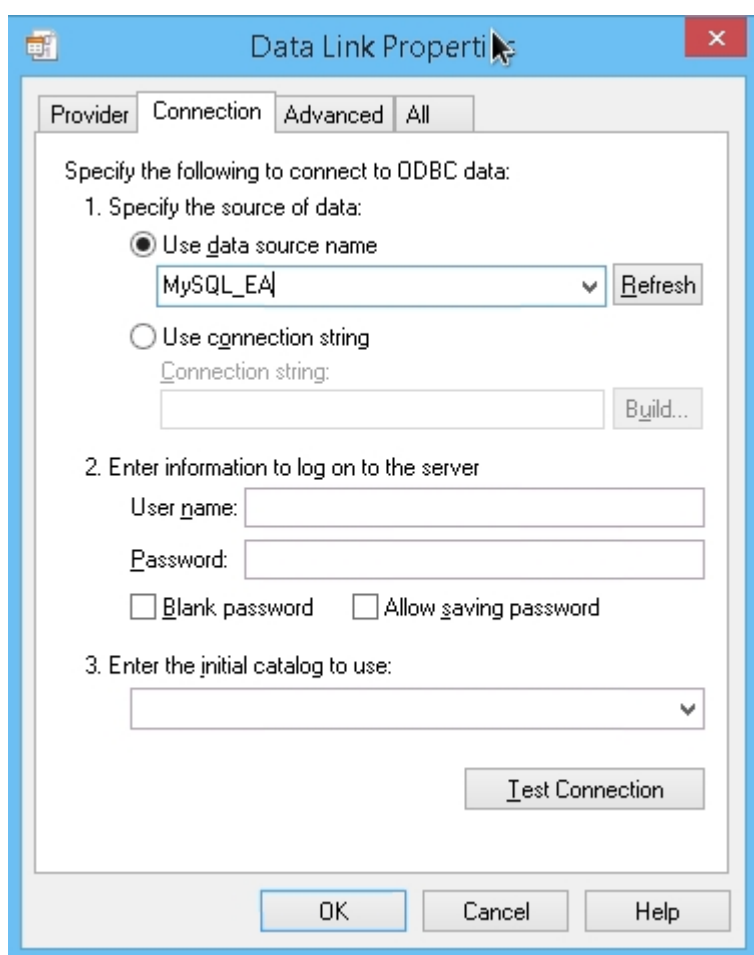 Data Link Properties
Provider Connection Advanced All
Specify the following to connect to ODBC data:
1. Specify the source of data:
Use data source name
MySQL_EA Refresh
Use connection string
Connection string:
Build...
2. Enter information to log on to the server
User name:
Password:
Blank password Allow saving password
3. Enter the initial catalog to use:
Test Connection
OK Cancel Help